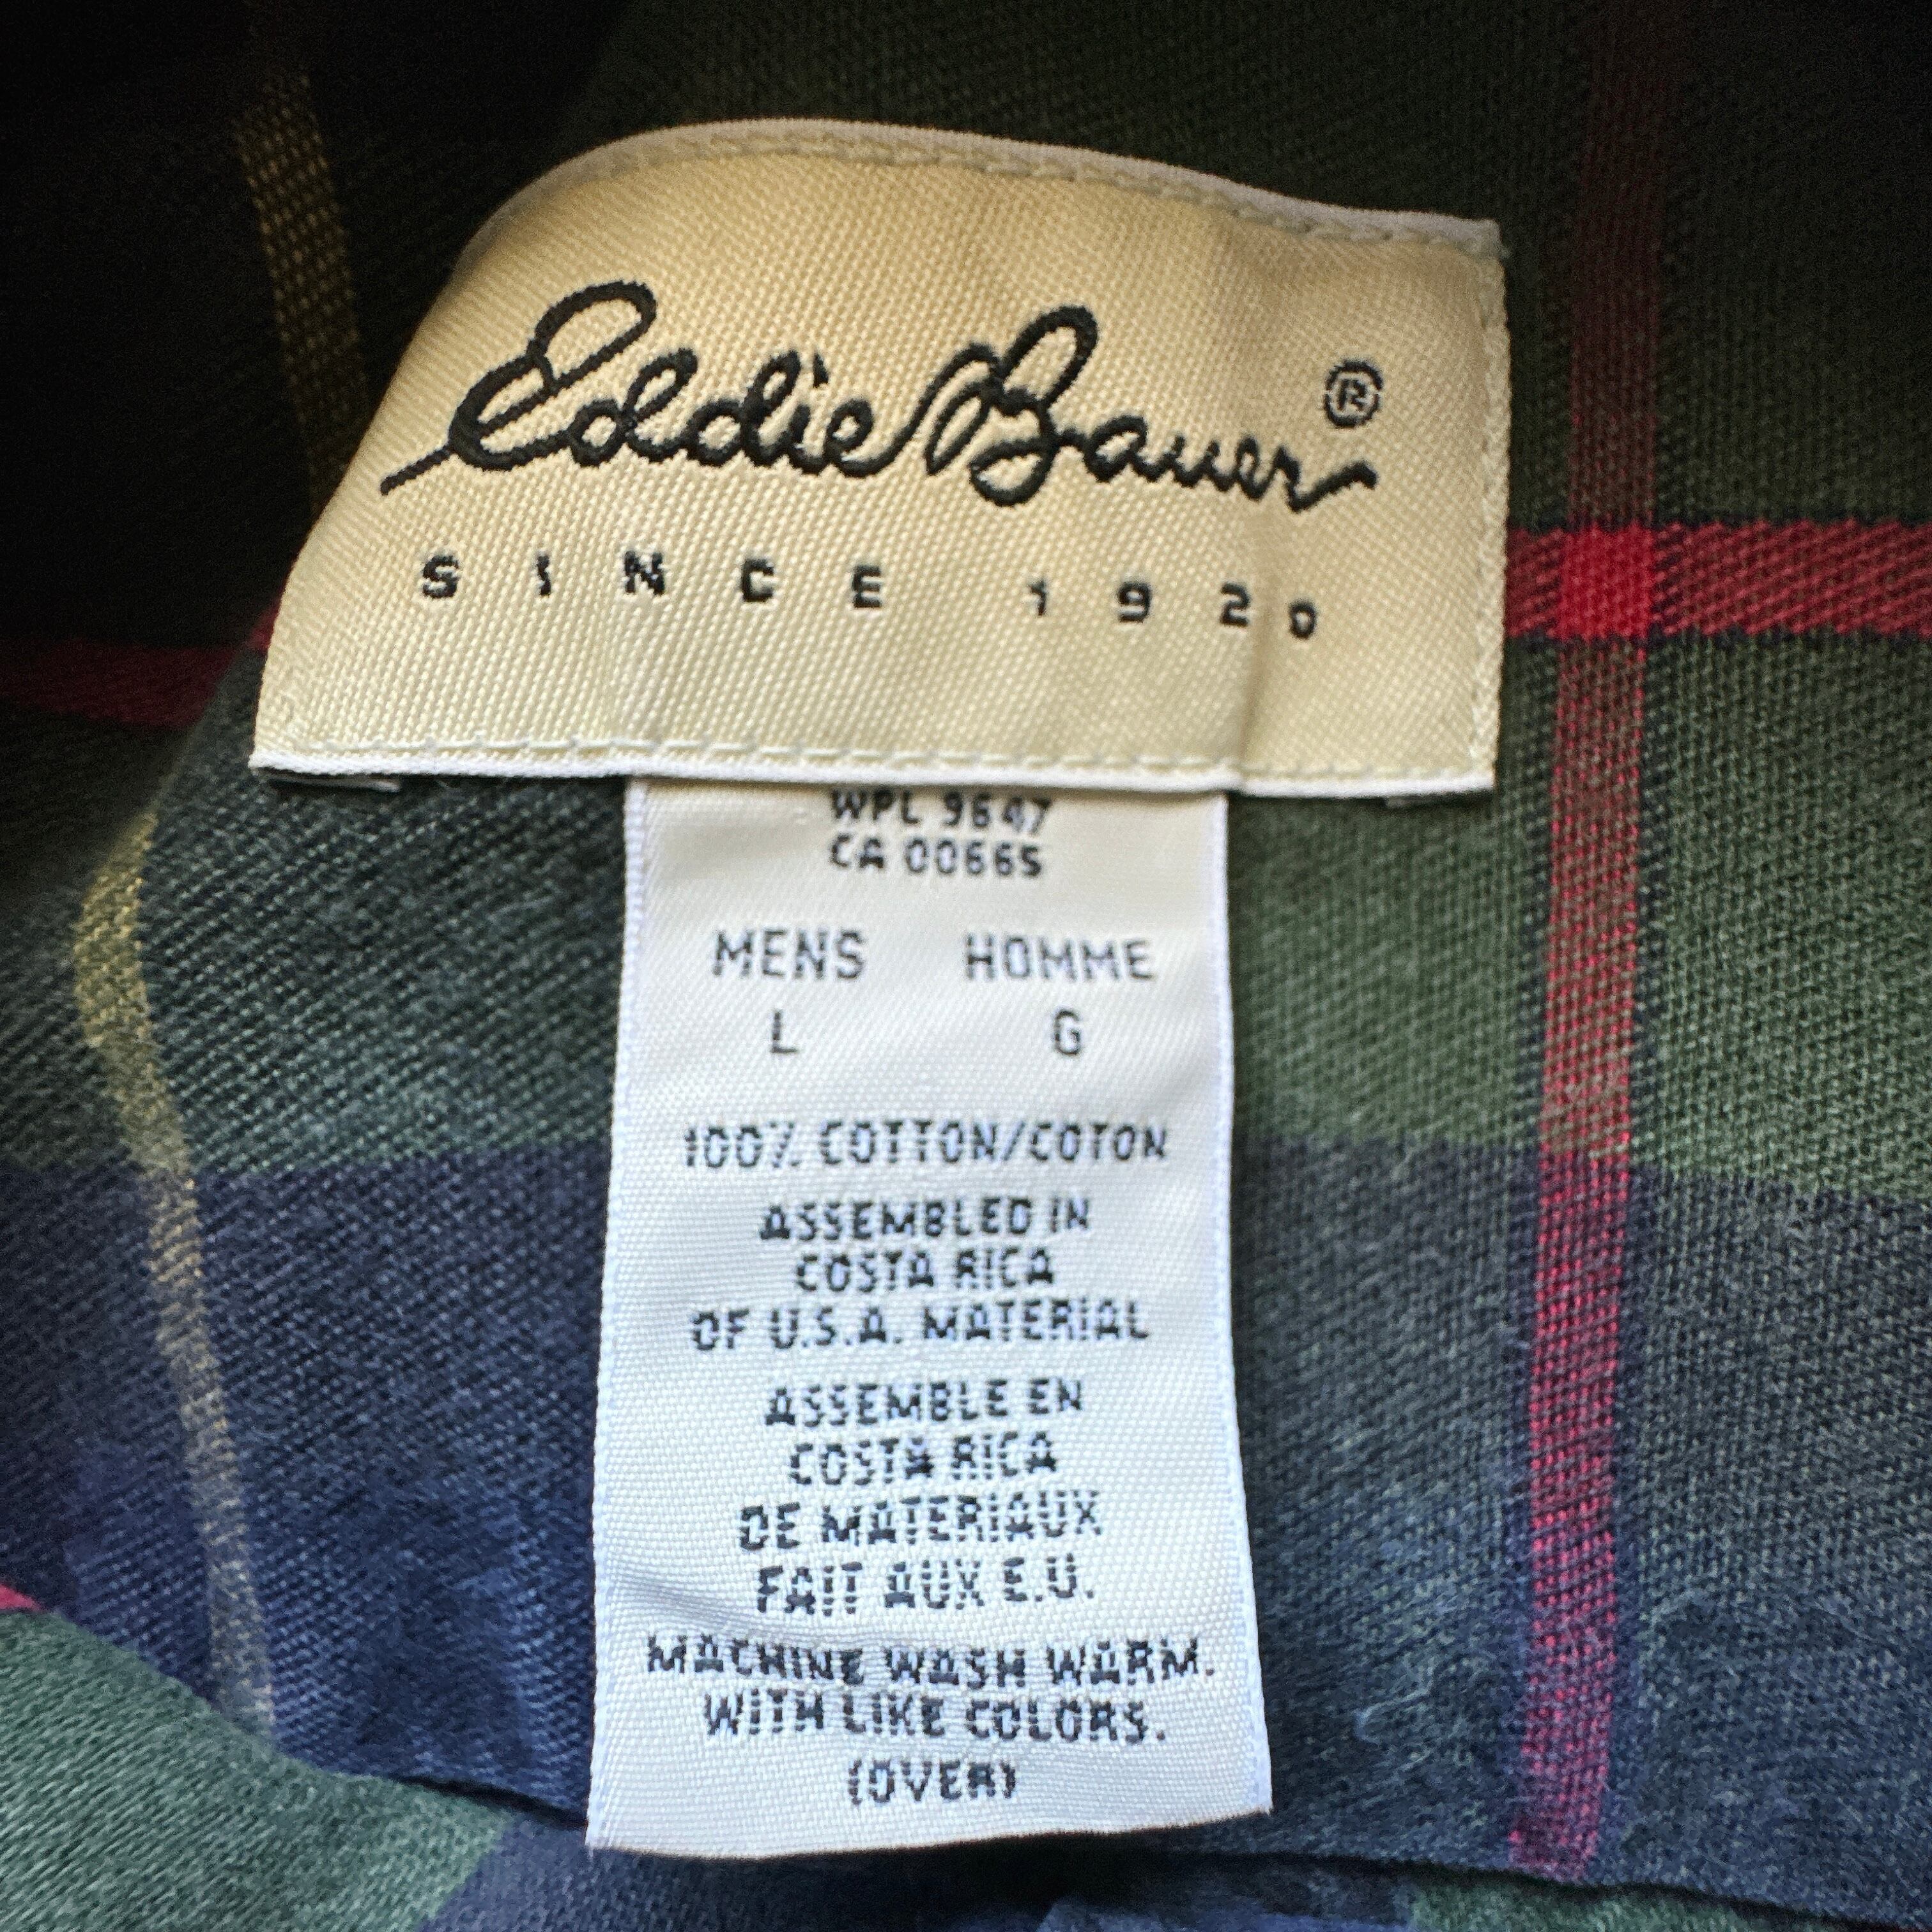 Eddie Bauer ®
SINCE 1920
WPL 9647
CA 00665
MENS HOMME
L G
100% COTTON/COTON
ASSEMBLED IN
COSTA RICA
OF U.S.A. MATERIAL
ASSEMBLE EN
COSTA RICA
DE MATERIAUX
FAIT AUX E.U.
MACHINE WASH WARM.
WITH LIKE COLORS.
(OVER)